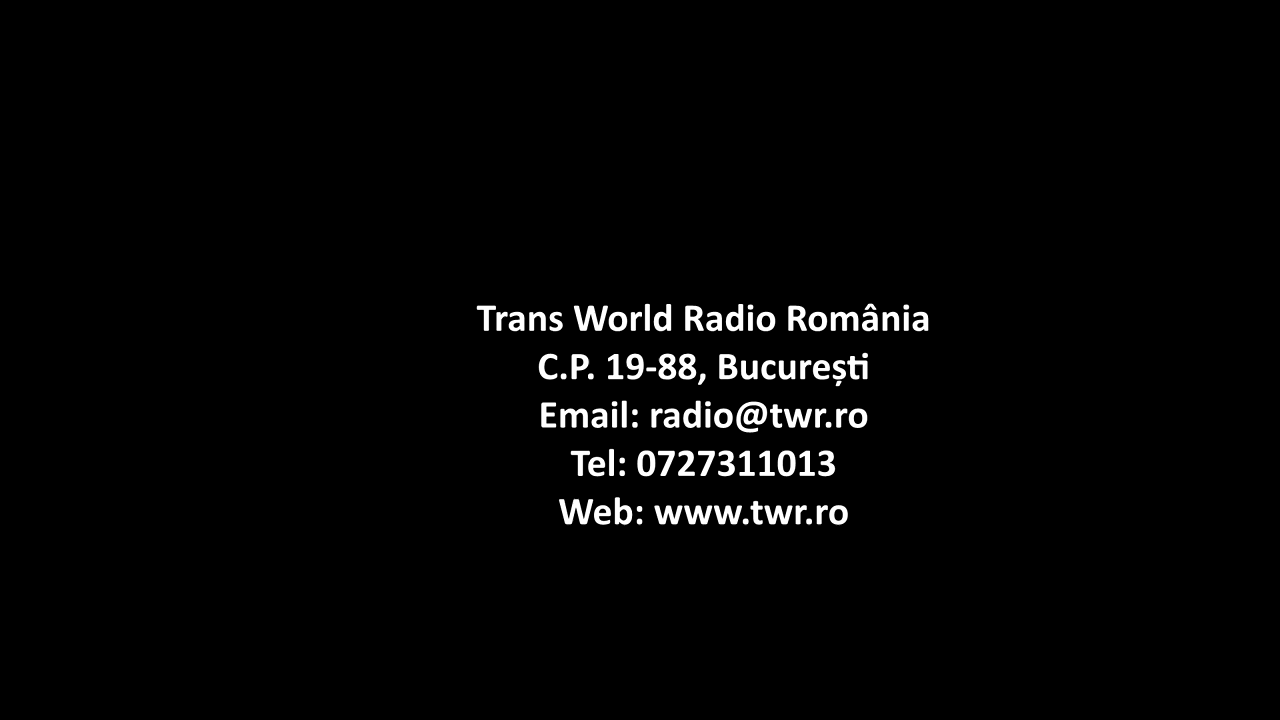 Trans World Radio România
C.P. 19-88, București
Email: radio@twr.ro
Tel: 0727311013
Web: www.twr.ro